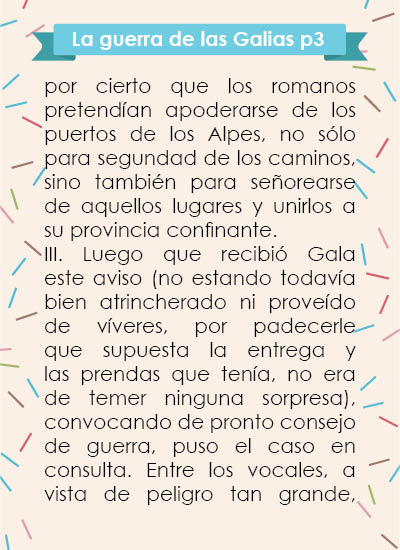 La guerra de las Galias p3
por cierto que los romanos
pretendían apoderarse de los
puertos de los Alpes, no sólo
para segundad de los caminos,
sino también para señorearse
de aquellos lugares y unirlos a
su provincia confinante.
III. Luego que recibió Gala
este aviso (no estando todavía
bien atrincherado ni proveído
de víveres, por padecerle
que supuesta la entrega y
las prendas que tenía, no era
de temer ninguna sorpresa),
convocando de pronto consejo
de guerra, puso el caso en
consulta. Entre los vocales, a
vista de peligro tan grande,